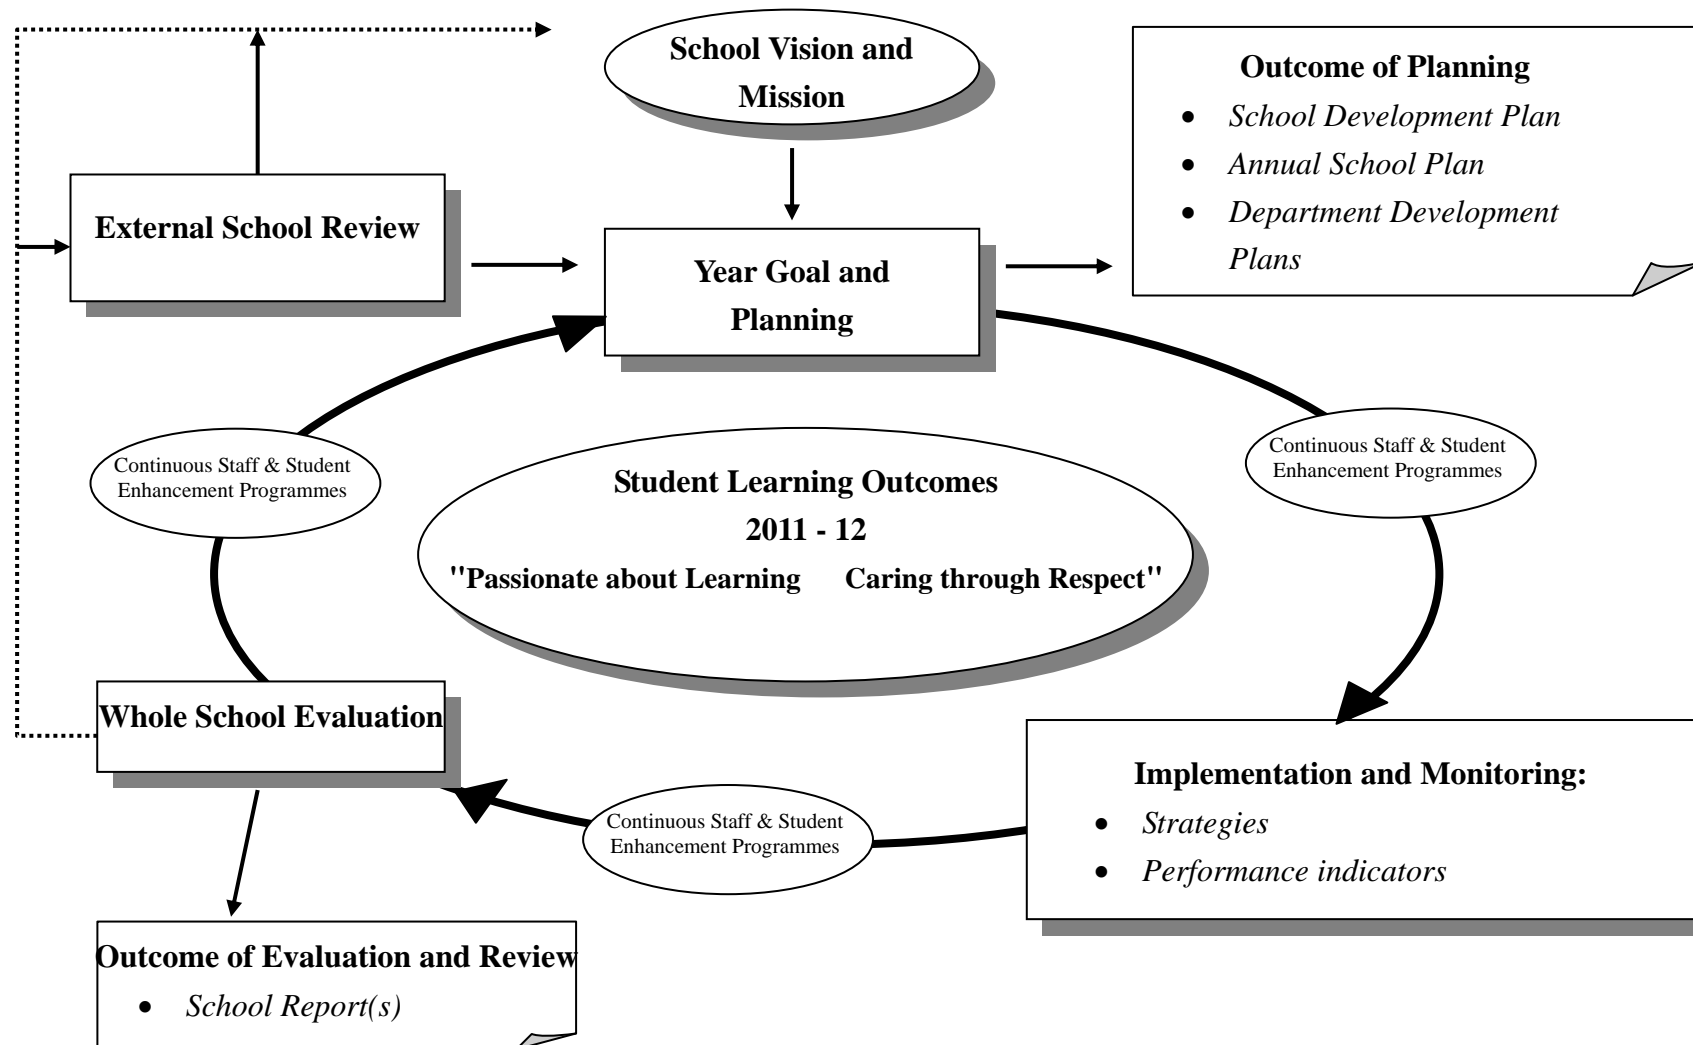 School Vision and
Mission
Outcome of Planning
• School Development Plan
• Annual School Plan
• Department Development
Plans
External School Review
Year Goal and
Planning
Continuous Staff & Student
Enhancement Programmes
Continuous Staff & Student
Enhancement Programmes
Student Learning Outcomes
2011 - 12
"Passionate about Learning Caring through Respect"
Whole School Evaluation
Implementation and Monitoring:
• Strategies
• Performance indicators
Continuous Staff & Student
Enhancement Programmes
Outcome of Evaluation and Review
• School Report(s)